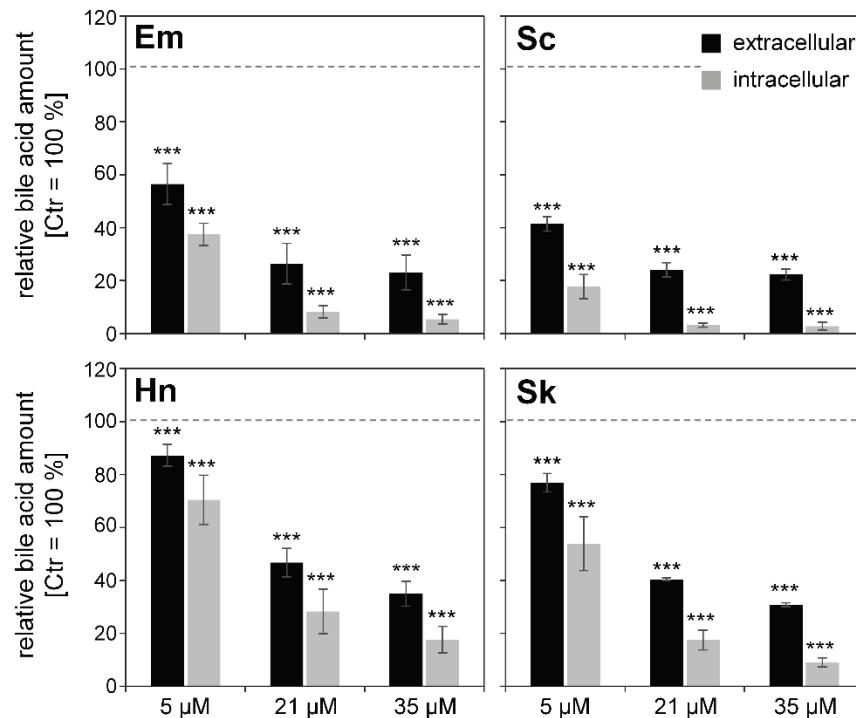 Em
120
100
80
60
40
20
0
relative bile acid amount
[Ctr = 100 %]
***
***
***
***
***
***
Sc
extracellular
intracellular
***
***
***
***
***
***
Hn
120
100
80
60
40
20
0
relative bile acid amount
[Ctr = 100 %]
***
***
***
***
***
***
5 µM
21 µM
35 µM
Sk
***
***
***
***
***
***
5 µM
21 µM
35 µM